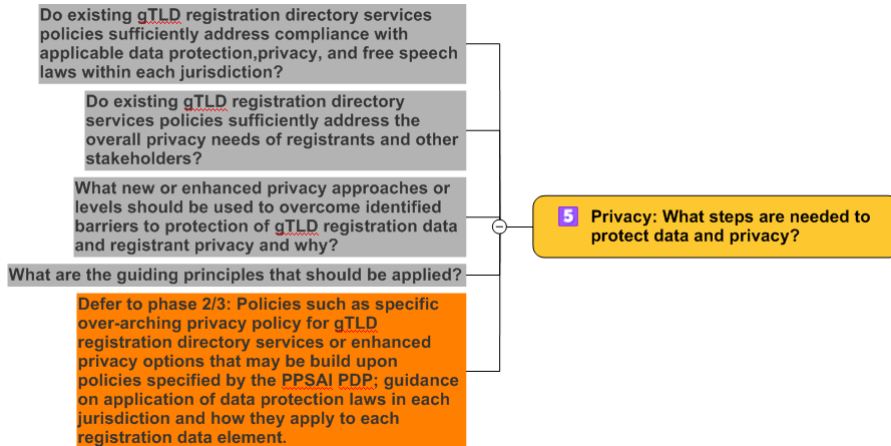 Do existing gTLD registration directory services
policies sufficiently address compliance with
applicable data protection,privacy, and free speech
laws within each jurisdiction?
Do existing gTLD registration directory
services policies sufficiently address the
overall privacy needs of registrants and other
stakeholders?
What new or enhanced privacy approaches or
levels should be used to overcome identified
barriers to protection of gTLD registration data
and registrant privacy and why?
What are the guiding principles that should be applied?
Defer to phase 2/3: Policies such as specific
over-arching privacy policy for gTLD
registration directory services or enhanced
privacy options that may be build upon
policies specified by the PPSAI PDP; guidance
on application of data protection laws in each
jurisdiction and how they apply to each
registration data element.
5 Privacy: What steps are needed to
protect data and privacy?